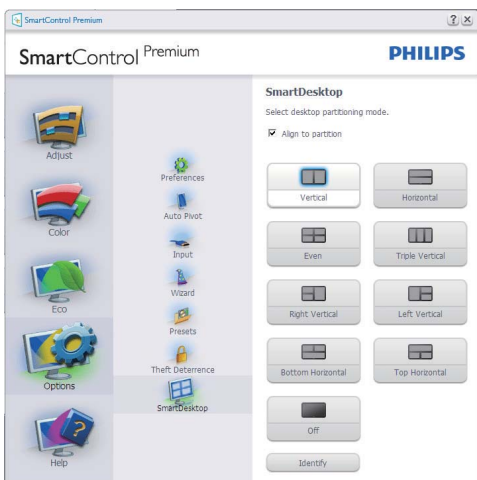 SmartControl Premium
? X
SmartControl Premium
PHILIPS
Adjust
Color
Eco
Options
Help
Preferences
Auto Pivot
Input
Wizard
Presets
Theft Deterrence
SmartDesktop
SmartDesktop
Select desktop partitioning mode.
Align to partition
Vertical
Horizontal
Even
Triple Vertical
Right Vertical
Left Vertical
Bottom Horizontal
Top Horizontal
Off
Identify